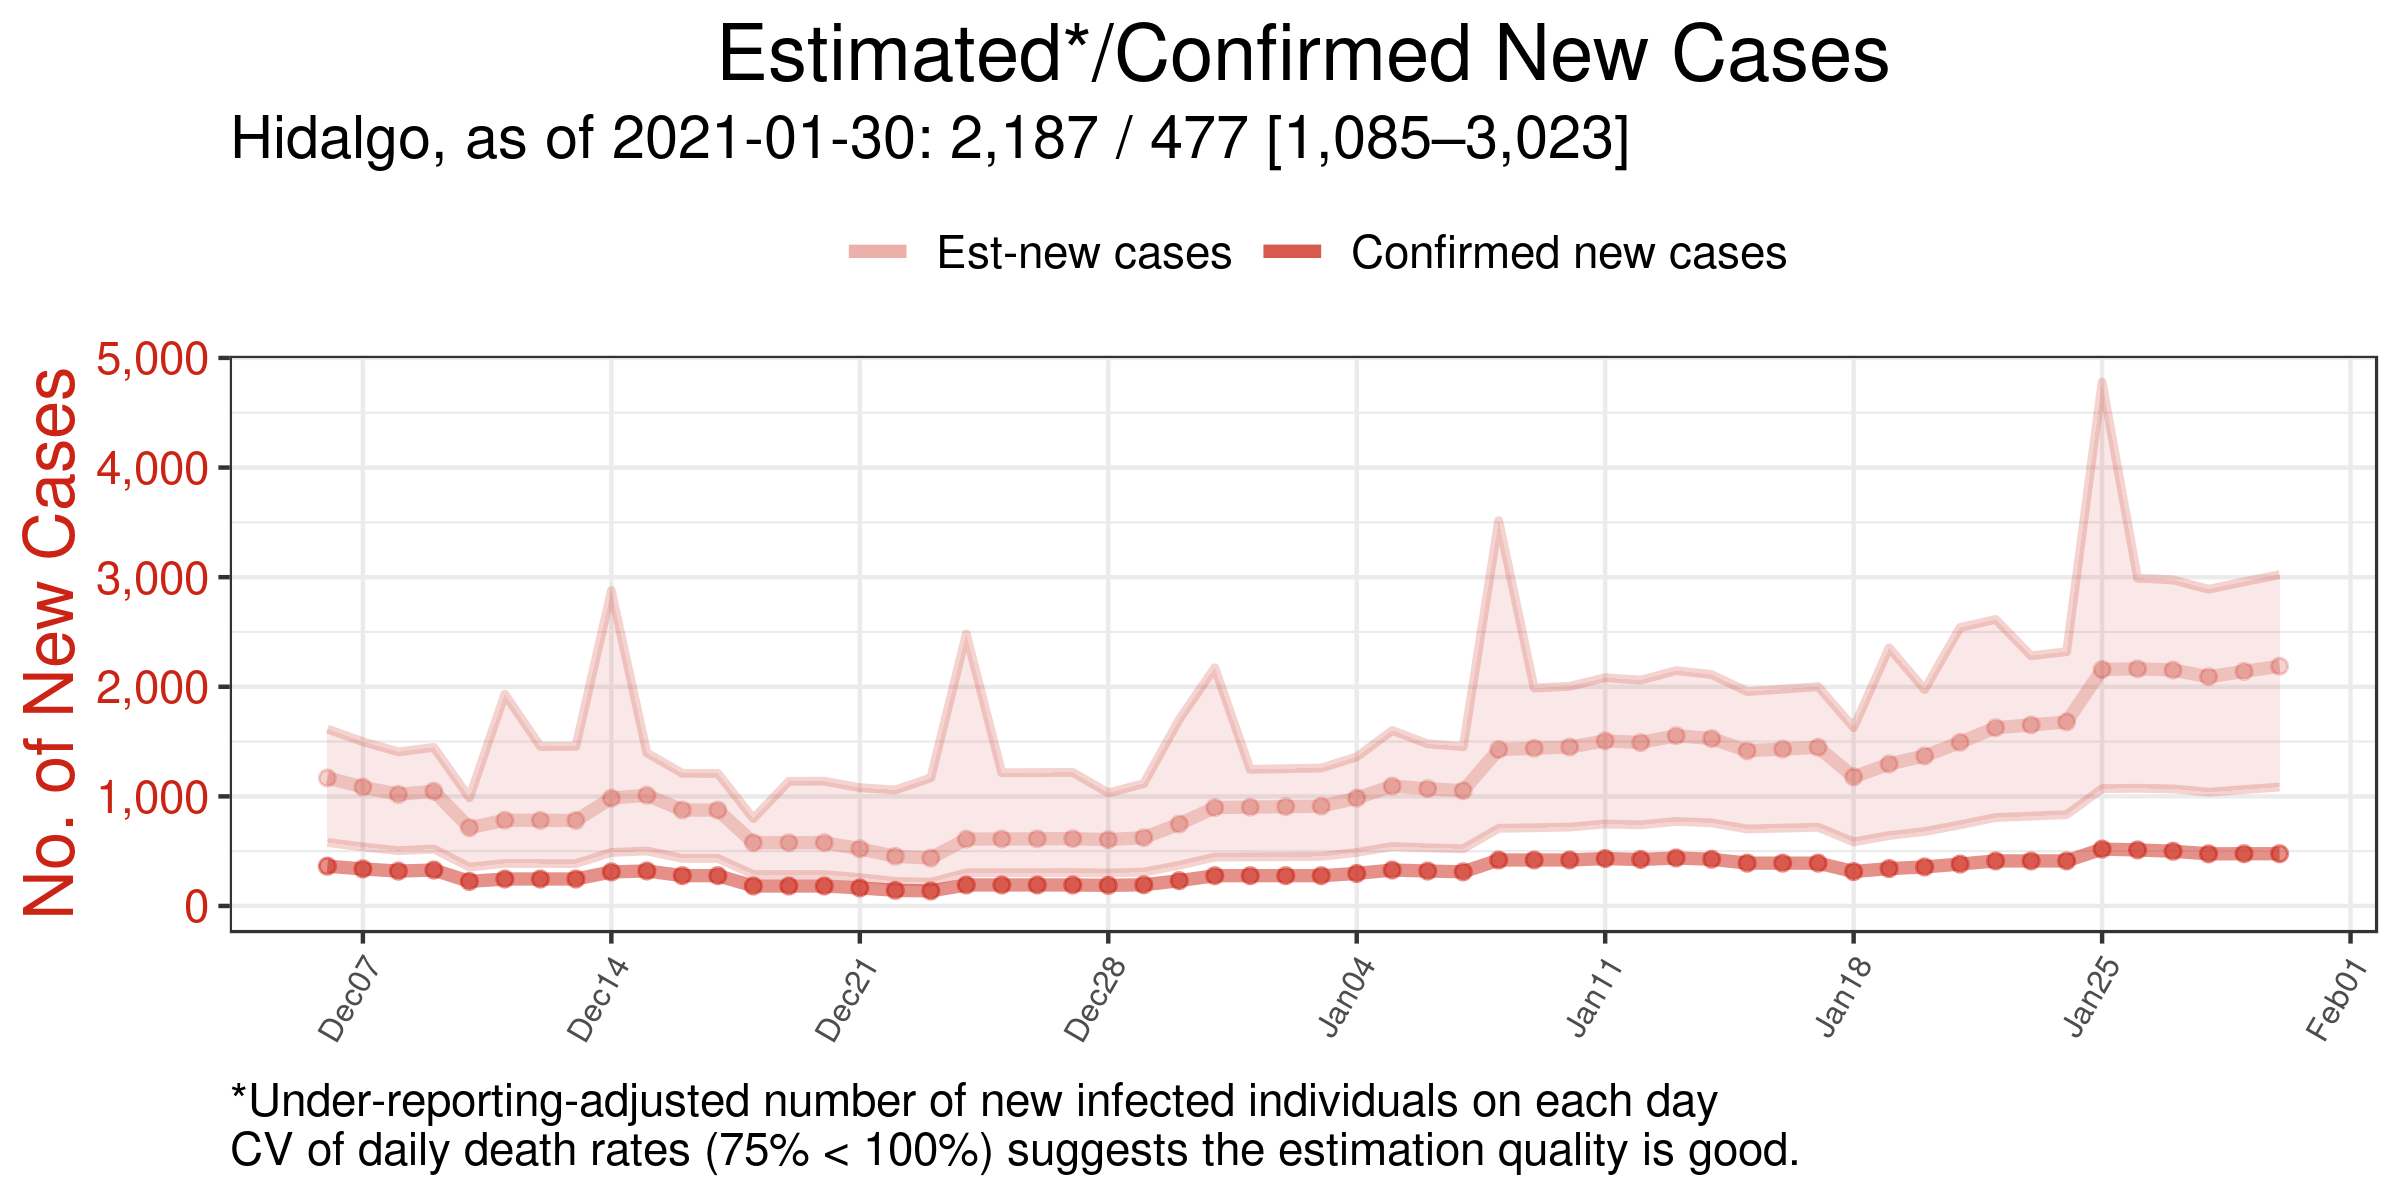 Estimated*/Confirmed New Cases
Hidalgo, as of 2021-01-30: 2,187 / 477 [1,085–3,023]
Est-new cases
Confirmed new cases
No. of New Cases
5,000
4,000
3,000
2,000
1,000
0
Dec07
Dec14
Dec21
Dec28
Jan04
Jan11
Jan18
Jan25
Feb01
*Under-reporting-adjusted number of new infected individuals on each day
CV of daily death rates (75% < 100%) suggests the estimation quality is good.